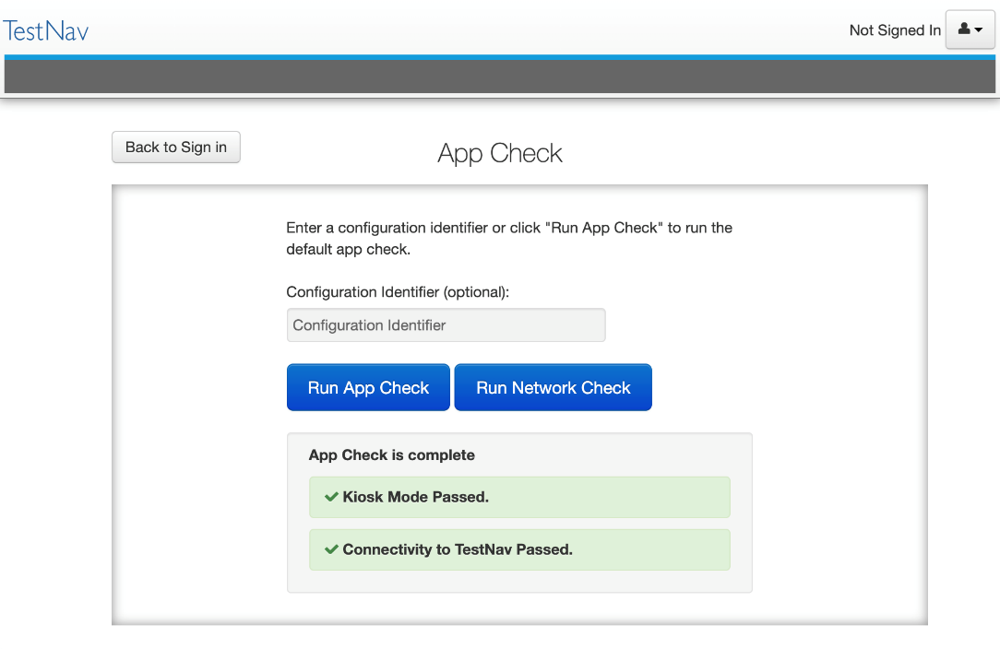 TestNav
Not Signed In
Back to Sign in
App Check
Enter a configuration identifier or click "Run App Check" to run the
default app check.
Configuration Identifier (optional):
Configuration Identifier
Run App Check
Run Network Check
App Check is complete
Kiosk Mode Passed.
Connectivity to TestNav Passed.